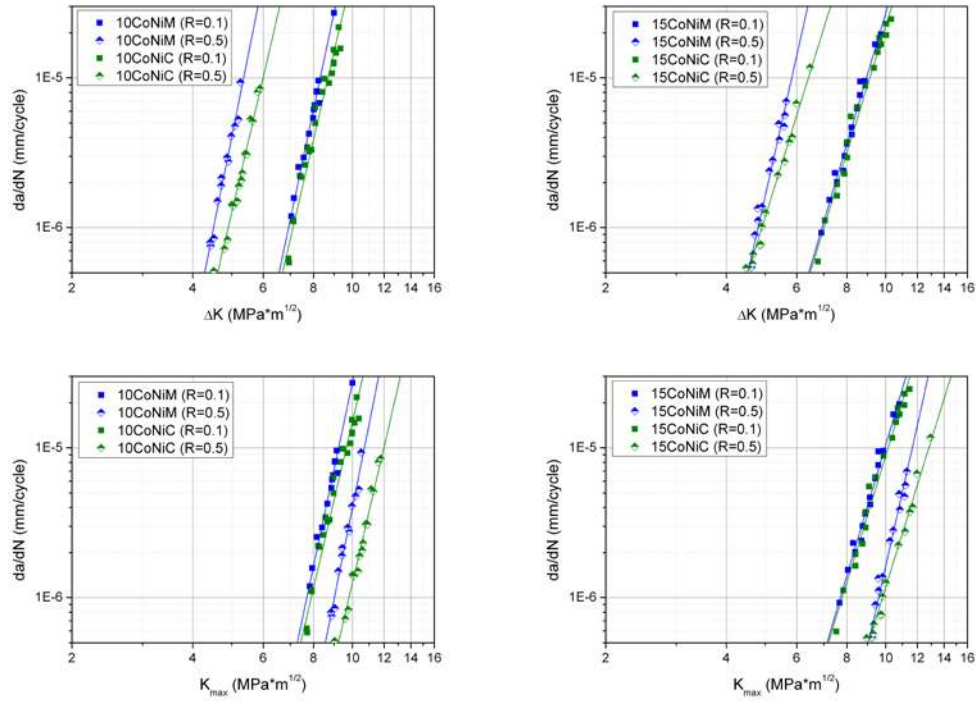 10CoNiM (R=0.1)
10CoNiM (R=0.5)
10CoNiC (R=0.1)
10CoNiC (R=0.5)
1E-5
1E-6
da/dN (mm/cycle)
2 4 6 8 10 12 14 16
ΔK (MPa*m^1/2)
15CoNiM (R=0.1)
15CoNiM (R=0.5)
15CoNiC (R=0.1)
15CoNiC (R=0.5)
1E-5
1E-6
da/dN (mm/cycle)
2 4 6 8 10 12 14 16
ΔK (MPa*m^1/2)
10CoNiM (R=0.1)
10CoNiM (R=0.5)
10CoNiC (R=0.1)
10CoNiC (R=0.5)
1E-5
1E-6
da/dN (mm/cycle)
2 4 6 8 10 12 14 16
K_max (MPa*m^1/2)
15CoNiM (R=0.1)
15CoNiM (R=0.5)
15CoNiC (R=0.1)
15CoNiC (R=0.5)
1E-5
1E-6
da/dN (mm/cycle)
2 4 6 8 10 12 14 16
K_max (MPa*m^1/2)